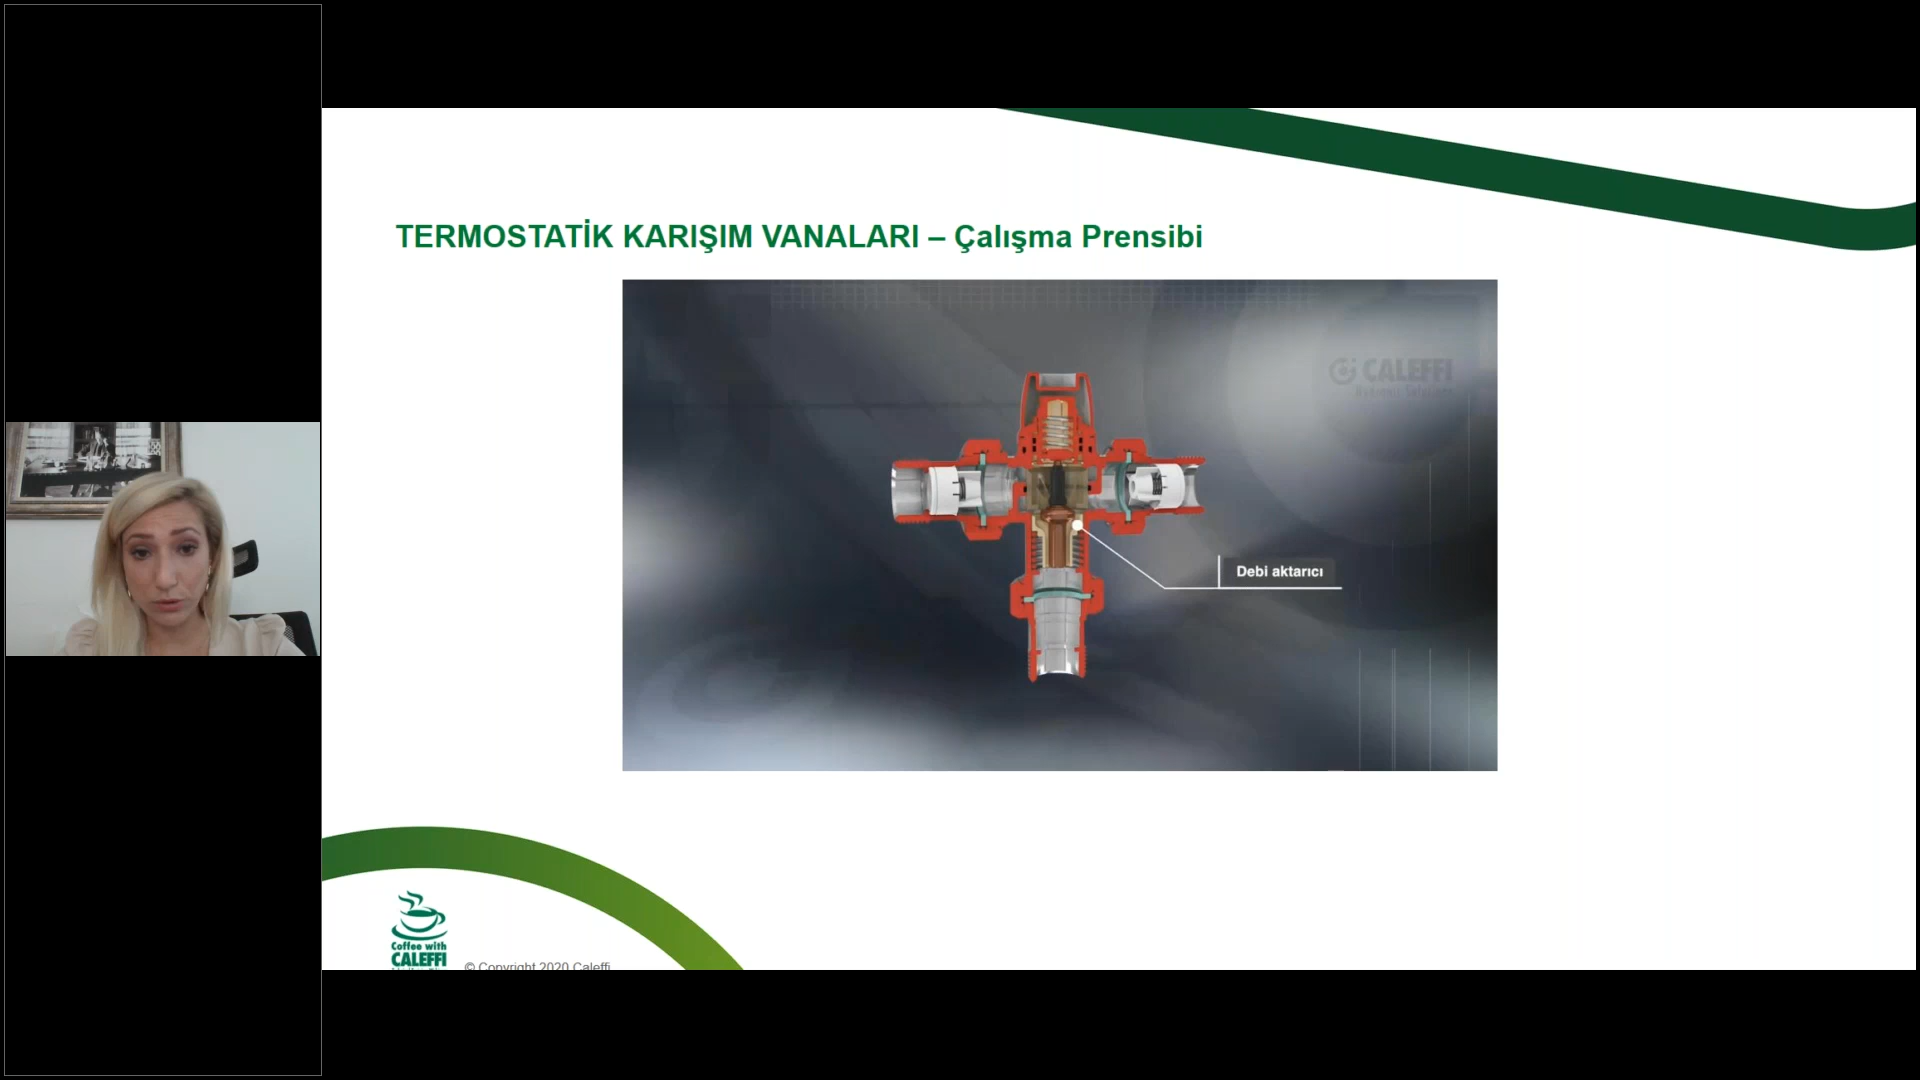 TERMOSTATİK KARIŞIM VANALARI – Çalışma Prensibi
CALEFFI
Debi aktarıcı
Coffee with
CALEFFI
© Copyright 2020 Caleffi